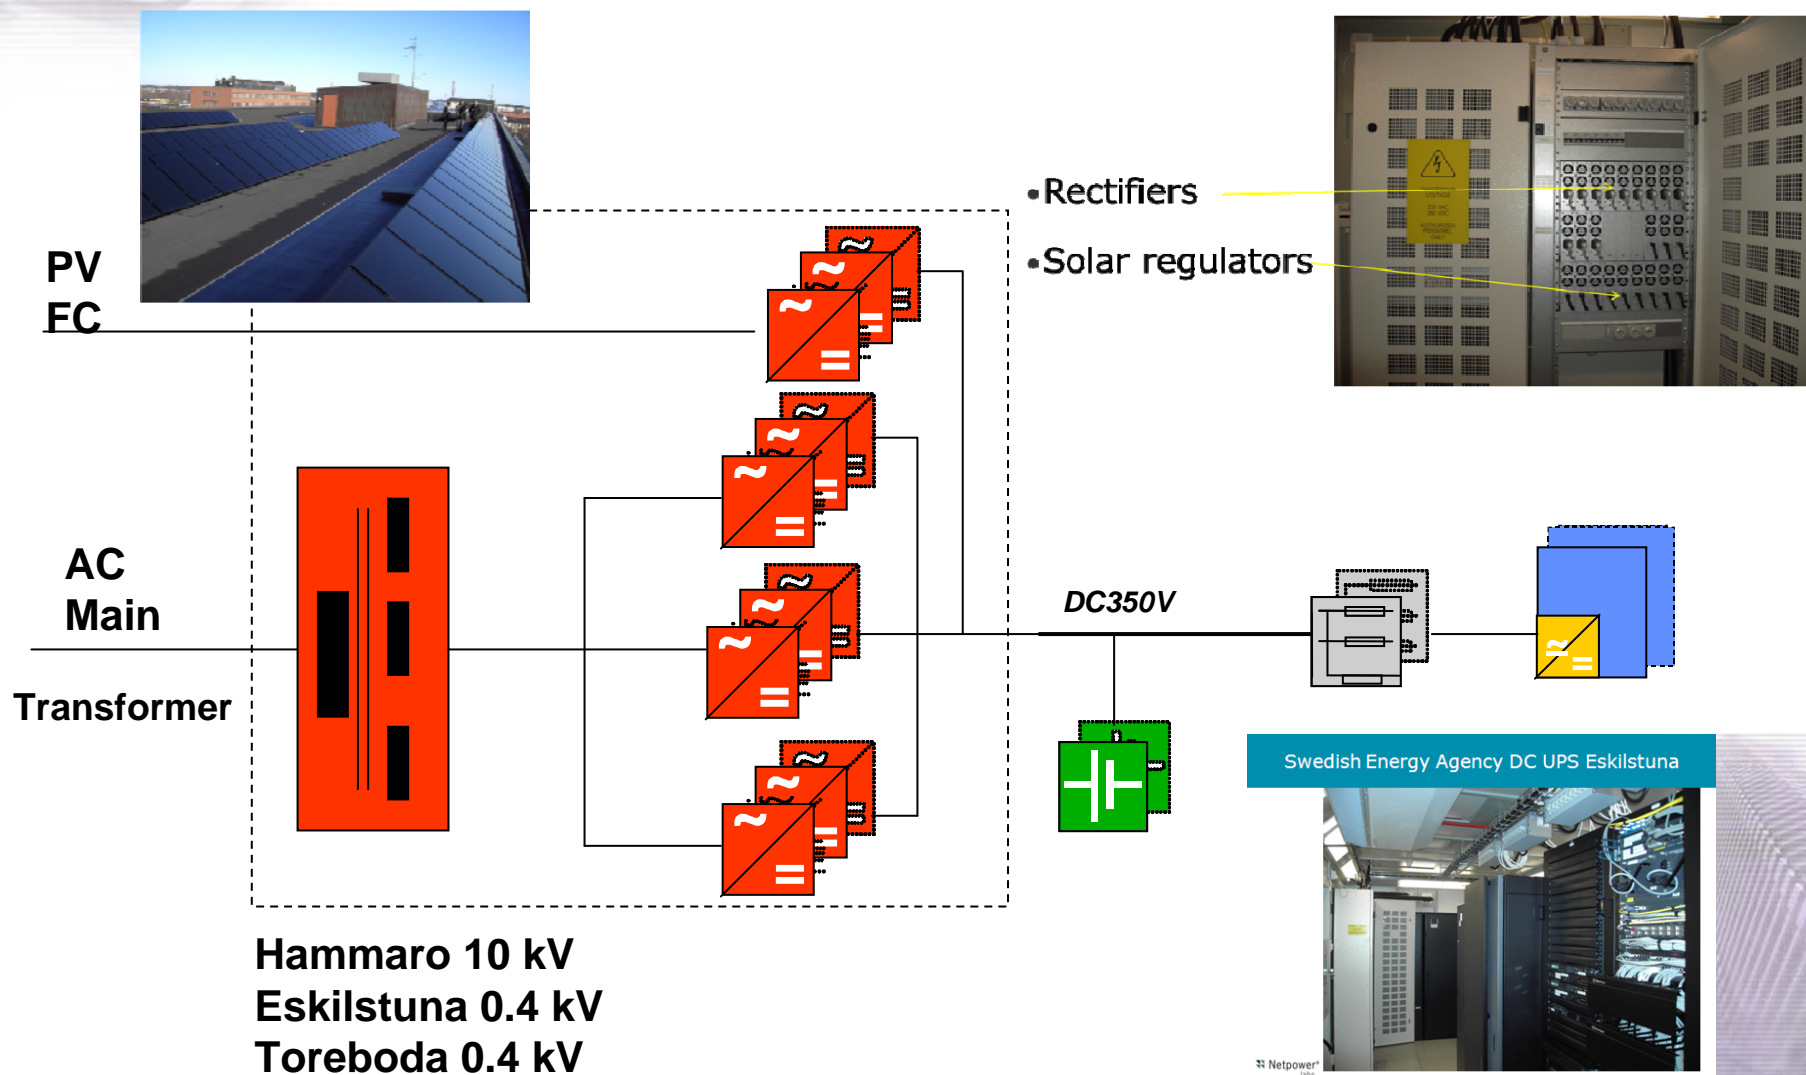 PV
FC
AC
Main
Transformer
• Rectifiers
• Solar regulators
DC350V
Swedish Energy Agency DC UPS Eskilstuna
Hammaro 10 kV
Eskilstuna 0.4 kV
Toreboda 0.4 kV
Netpower